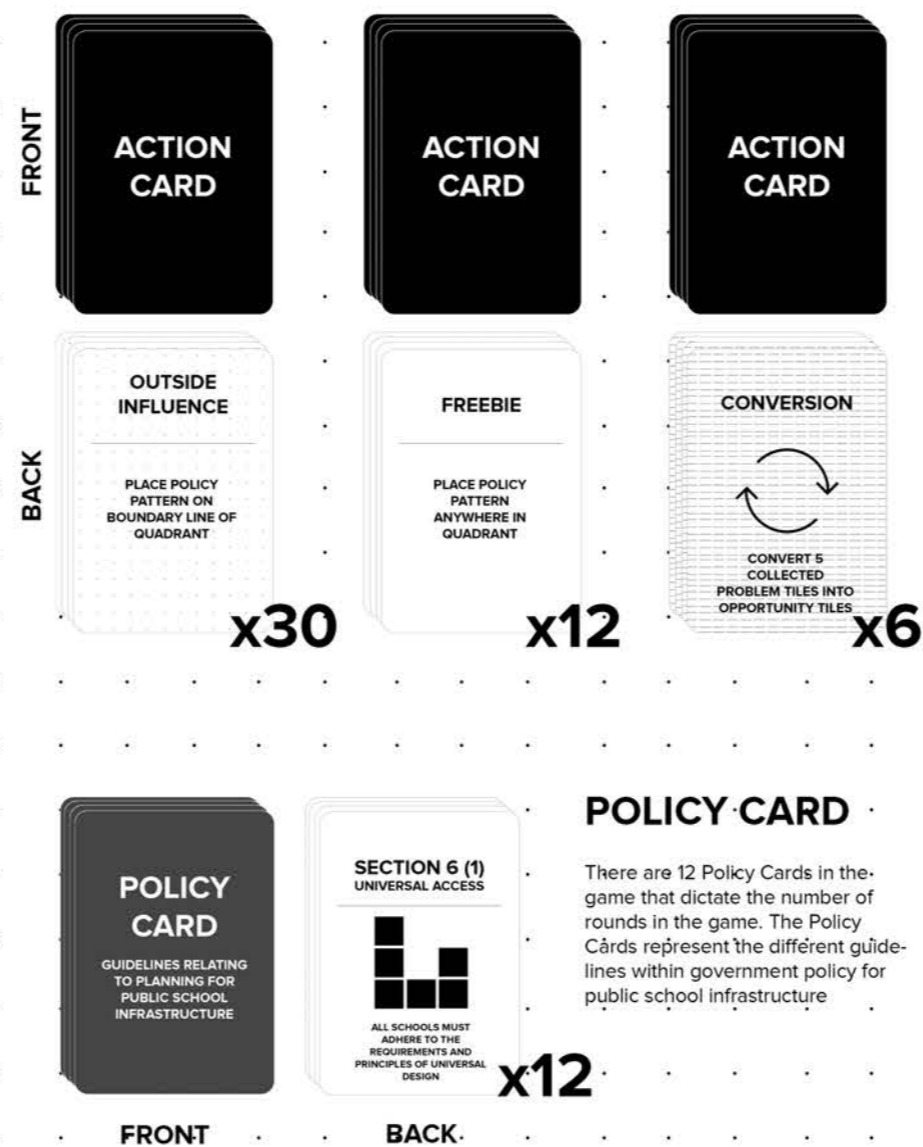 FRONT
ACTION
CARD
ACTION
CARD
ACTION
CARD
BACK
OUTSIDE
INFLUENCE
PLACE POLICY
PATTERN ON
BOUNDARY LINE OF
QUADRANT
x30
FREEBIE
PLACE POLICY
PATTERN
ANYWHERE IN
QUADRANT
x12
CONVERSION
CONVERT 5
COLLECTED
PROBLEM TILES INTO
OPPORTUNITY TILES
x6
POLICY
CARD
GUIDELINES RELATING
TO PLANNING FOR
PUBLIC SCHOOL
INFRASTRUCTURE
FRONT
SECTION 6 (1)
UNIVERSAL ACCESS
ALL SCHOOLS MUST
ADHERE TO THE
REQUIREMENTS AND
PRINCIPLES OF UNIVERSAL
DESIGN
x12
BACK
POLICY CARD
There are 12 Policy Cards in the
game that dictate the number of
rounds in the game. The Policy
Cards represent the different guide-
lines within government policy for
public school infrastructure